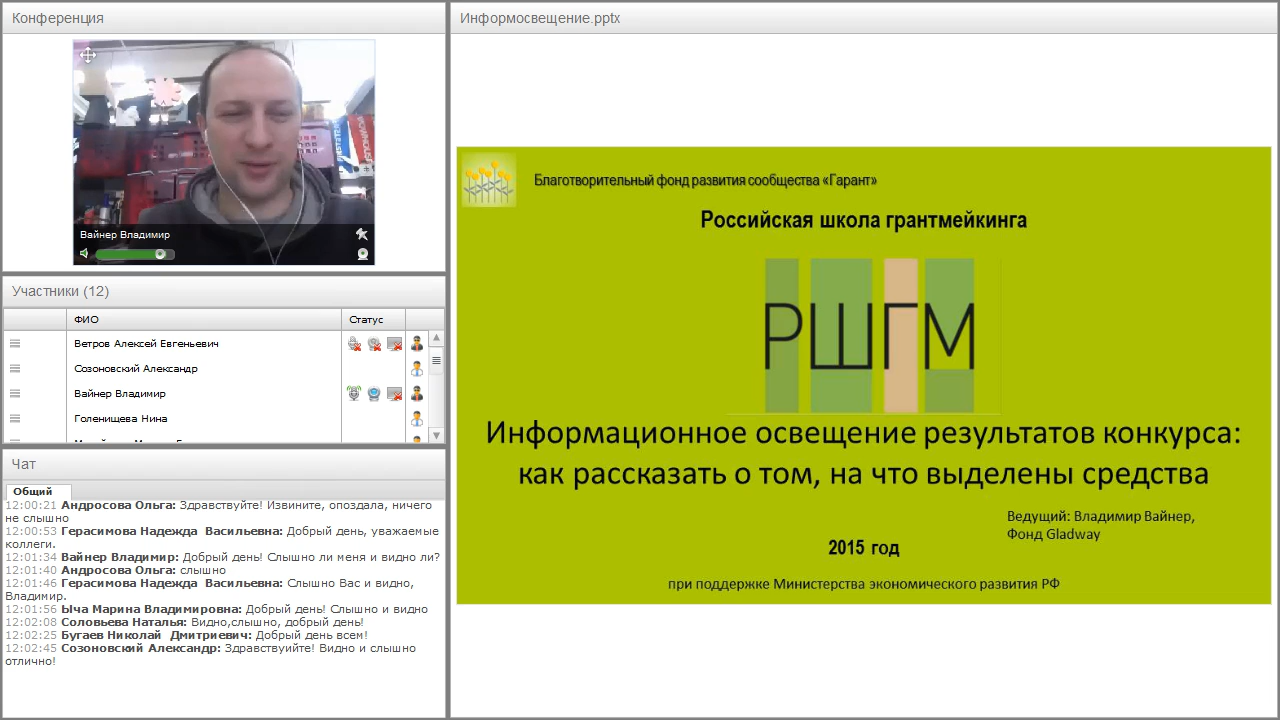 Конференция
Вайнер Владимир
Участники (12)
ФИО
Статус
Ветров Алексей Евгеньевич
Созоновский Александр
Вайнер Владимир
Голенищева Нина
Чат
Общий
12:00:21 Андросова Ольга: Здравствуйте! Извините, опоздала, ничего
не слышно
12:00:53 Герасимова Надежда Васильевна: Добрый день, уважаемые
коллеги.
12:01:34 Вайнер Владимир: Добрый день! Слышно ли меня и видно ли?
12:01:40 Андросова Ольга: слышно
12:01:46 Герасимова Надежда Васильевна: Слышно Вас и видно,
Владимир.
12:01:56 Ыча Марина Владимировна: Добрый день! Слышно и видно
12:02:08 Соловьева Наталья: Видно,слышно, добрый день!
12:02:25 Бугаев Николай Дмитриевич: Добрый день всем!
12:02:45 Созоновский Александр: Здравствуийте! Видно и слышно
отлично!
Информосвещение.pptx
Благотворительный фонд развития сообщества «Гарант»
Российская школа грантмейкинга
РШГМ
Информационное освещение результатов конкурса:
как рассказать о том, на что выделены средства
Ведущий: Владимир Вайнер,
Фонд Gladway
2015 год
при поддержке Министерства экономического развития РФ